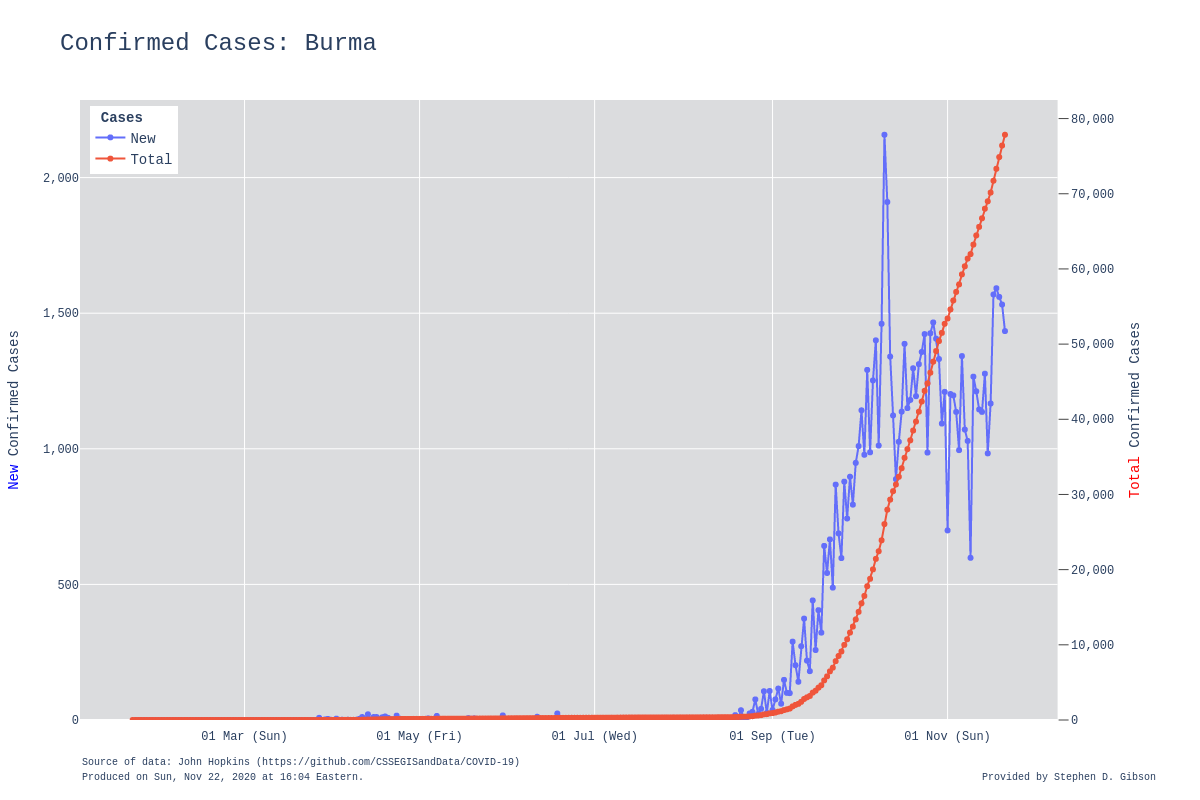 Confirmed Cases: Burma
Cases
New
Total
2,000
1,500
1,000
500
0
80,000
70,000
60,000
50,000
40,000
30,000
20,000
10,000
0
New Confirmed Cases
Total Confirmed Cases
01 Mar (Sun)
01 May (Fri)
01 Jul (Wed)
01 Sep (Tue)
01 Nov (Sun)
Source of data: John Hopkins (https://github.com/CSSEGISandData/COVID-19)
Produced on Sun, Nov 22, 2020 at 16:04 Eastern.
Provided by Stephen D. Gibson